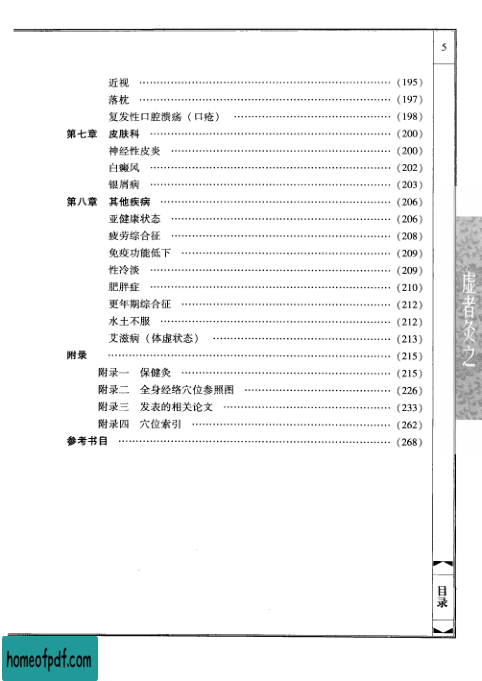 5
近视 ……………………………………………… (195)
落枕 ……………………………………………… (197)
复发性口腔溃疡(口疮) …………………………… (198)
第七章 皮肤科 …………………………………………… (200)
神经性皮炎 ………………………………………… (200)
白癜风 …………………………………………… (202)
银屑病 …………………………………………… (203)
第八章 其他疾病 ………………………………………… (206)
亚健康状态 ………………………………………… (206)
疲劳综合征 ………………………………………… (208)
免疫功能低下 ……………………………………… (209)
性冷淡 …………………………………………… (209)
肥胖症 …………………………………………… (210)
更年期综合征 ……………………………………… (212)
水土不服 ………………………………………… (212)
艾滋病(体虚状态) ………………………………… (213)
附录 …………………………………………………… (215)
附录一 保健灸 ……………………………………… (215)
附录二 全身经络穴位参照图 …………………………… (226)
附录三 发表的相关论文 ……………………………… (233)
附录四 穴位索引 …………………………………… (262)
参考书目 ………………………………………………… (268)
虚者灸之
目录
homeofpdf.com